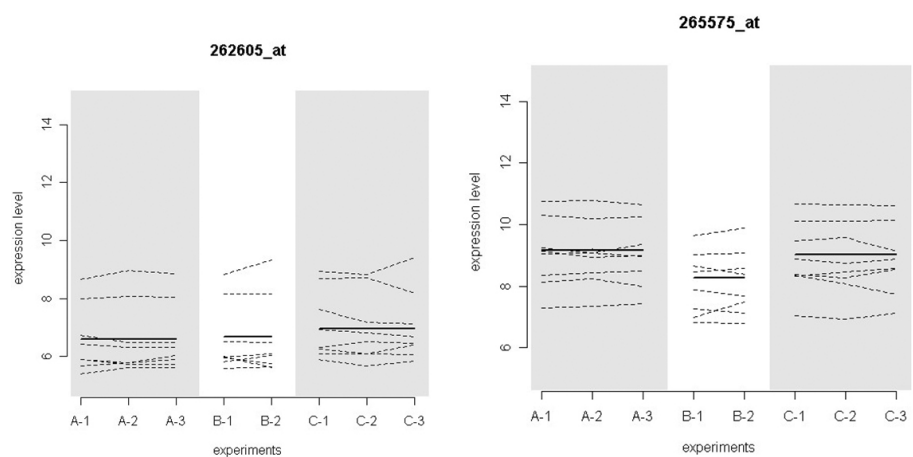 262605_at
expression level
14
12
10
8
6
A-1 A-2 A-3 B-1 B-2 C-1 C-2 C-3
experiments
265575_at
expression level
14
12
10
8
6
A-1 A-2 A-3 B-1 B-2 C-1 C-2 C-3
experiments